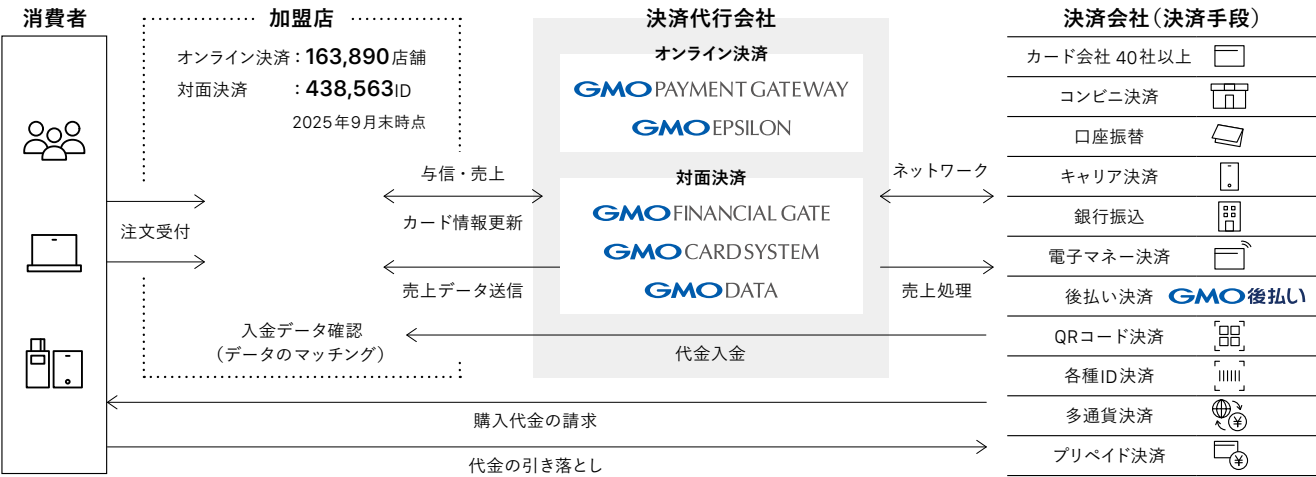 消費者
加盟店
オンライン決済：163,890店舗
対面決済 ：438,563ID
2025年9月末時点
注文受付
入金データ確認
（データのマッチング）
与信・売上
カード情報更新
売上データ送信
決済代行会社
オンライン決済
GMO PAYMENT GATEWAY
GMO EPSILON
対面決済
GMO FINANCIAL GATE
GMO CARD SYSTEM
GMO DATA
代金入金
ネットワーク
売上処理
購入代金の請求
代金の引き落とし
決済会社（決済手段）
カード会社 40社以上
コンビニ決済
口座振替
キャリア決済
銀行振込
電子マネー決済
後払い決済 GMO後払い
QRコード決済
各種ID決済
多通貨決済
プリペイド決済